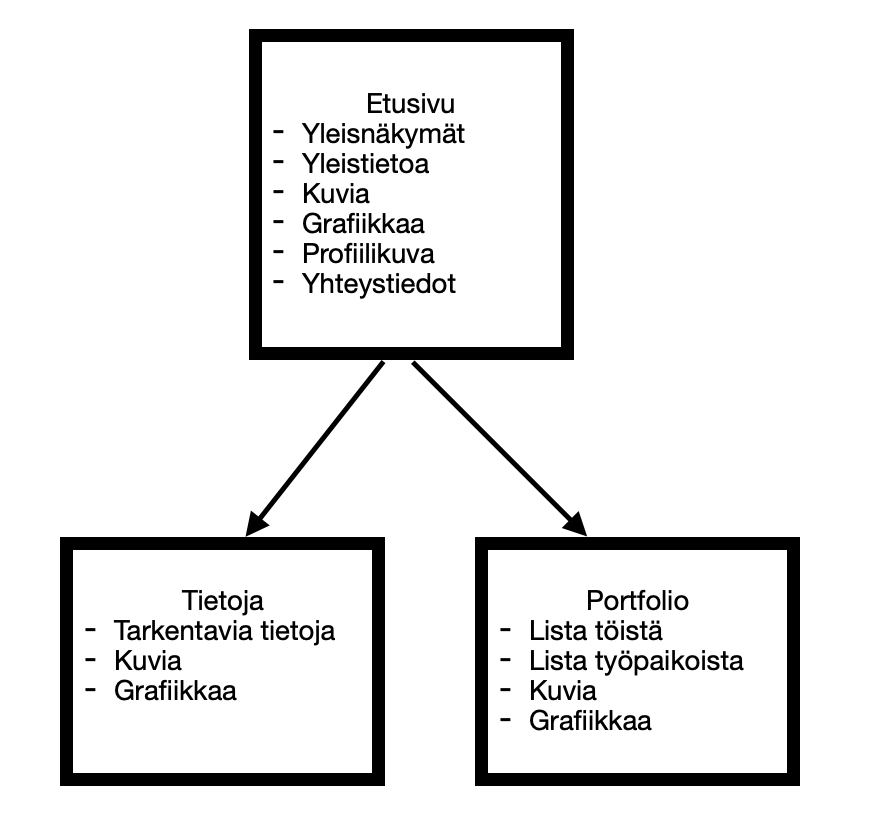 Etusivu
- Yleisnäkymät
- Yleistietoa
- Kuvia
- Grafiikkaa
- Profiilikuva
- Yhteystiedot
Tietoja
- Tarkentavia tietoja
- Kuvia
- Grafiikkaa
Portfolio
- Lista töistä
- Lista työpaikoista
- Kuvia
- Grafiikkaa